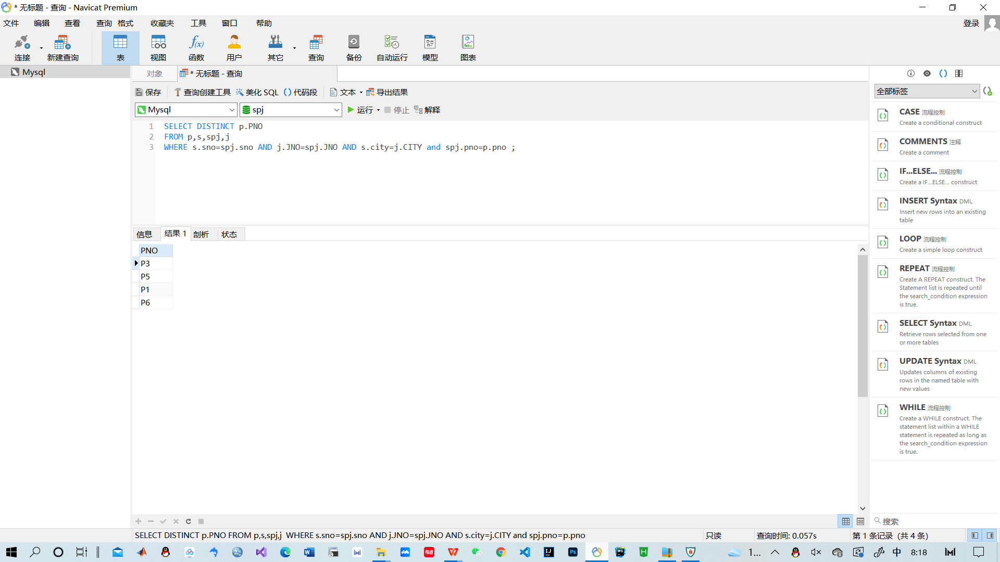 * 无标题 - 查询 - Navicat Premium
文件 编辑 查看 查询 格式 收藏夹 工具 窗口 帮助 登录
连接 新建查询 表 视图 函数 用户 其它 查询 备份 自动运行 模型 图表
Mysql
对象 * 无标题 - 查询
保存 查询创建工具 美化 SQL 代码段 文本 导出结果
Mysql spj 运行 停止 解释
1 SELECT DISTINCT p.PNO
2 FROM p,s,spj,j
3 WHERE s.sno=spj.sno AND j.JNO=spj.JNO AND s.city=j.CITY and spj.pno=p.pno ;
信息 结果 1 剖析 状态
PNO
P3
P5
P1
P6
全部标签
CASE 流程控制
Create a conditional construct
COMMENTS 注释
Create a comment
IF...ELSE... 流程控制
Create a IF...ELSE... construct
INSERT Syntax DML
Insert new rows into an existing
table
LOOP 流程控制
Create a simple loop construct
REPEAT 流程控制
Create A REPEAT construct. The
Statement list is repeated until
the search_condition expression
is true.
SELECT Syntax DML
Retrieve rows selected from one
or more tables
UPDATE Syntax DML
Updates columns of existing
rows in the named table with
new values
WHILE 流程控制
Create a WHILE construct. The
statement list within a WHILE
statement is repeated as long as
the search_condition expression
is true.
搜索
SELECT DISTINCT p.PNO FROM p,s,spj,j  WHERE s.sno=spj.sno AND j.JNO=spj.JNO AND s.city=j.CITY and spj.pno=p.pno 只读 查询时间: 0.057s 第 1 条记录 (共 4 条)
1... 中 8:18